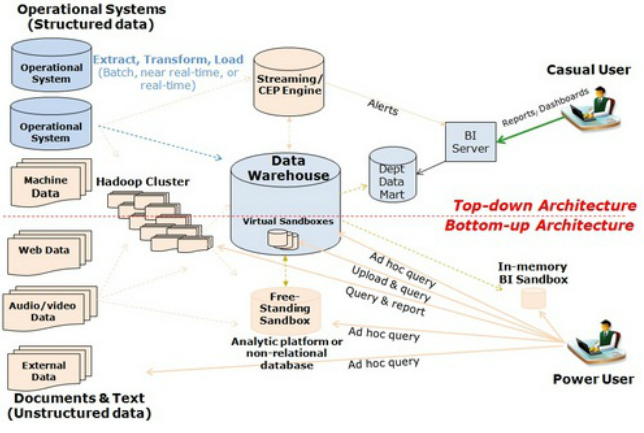 Operational Systems
(Structured data)
Operational
System
Extract, Transform, Load
(Batch, near real-time, or
real-time)
Streaming/
CEP Engine
Casual User
Alerts
Reports, Dashboards
Operational
System
BI
Server
Machine
Data
Hadoop Cluster
Data
Warehouse
Dept
Data
Mart
Top-down Architecture
Bottom-up Architecture
Virtual Sandboxes
Web Data
Ad hoc query
Upload & query
Query & report
In-memory
BI Sandbox
Audio/video
Data
Free-
Standing
Sandbox
Ad hoc query
Analytic platform or
non-relational
database
Ad hoc query
External
Data
Power User
Documents & Text
(Unstructured data)